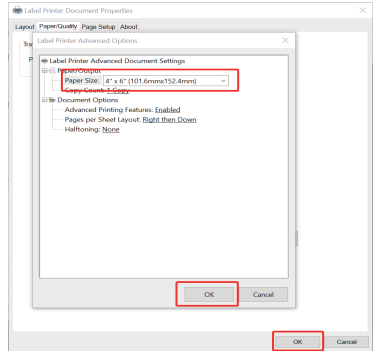 Label Printer Document Properties
Layout Paper/Quality Page Setup About
Tra
Label Printer Advanced Options
P
Label Printer Advanced Document Settings
Paper/Output
Paper Size: 4" x 6" (101.6mmx152.4mm)
Copy Count: 1 Copy
Document Options
Advanced Printing Features: Enabled
Pages per Sheet Layout: Right then Down
Halftoning: None
OK Cancel
OK Cancel